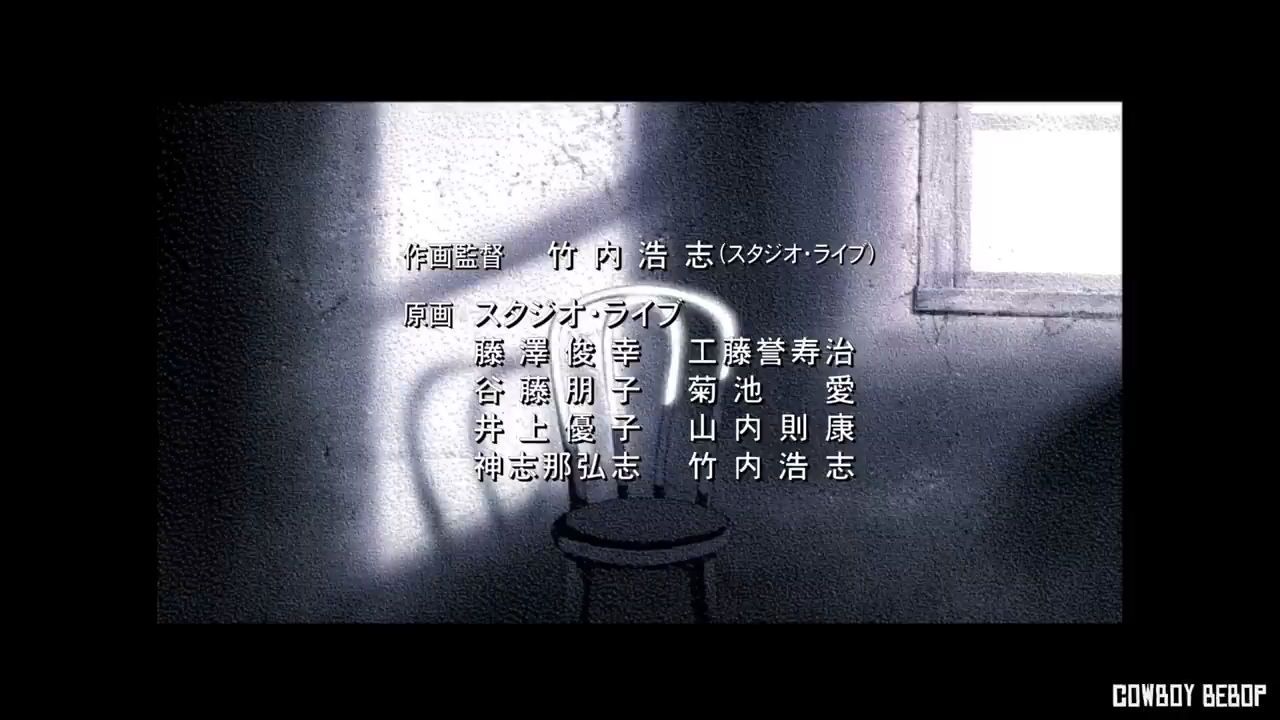 作画監督 竹内浩志(スタジオ・ライブ)
原画 スタジオ・ライブ
藤澤俊幸 工藤誉寿治
谷藤朋子 菊池愛
井上優子 山内則康
神志那弘志 竹内浩志
COWBOY BEBOP